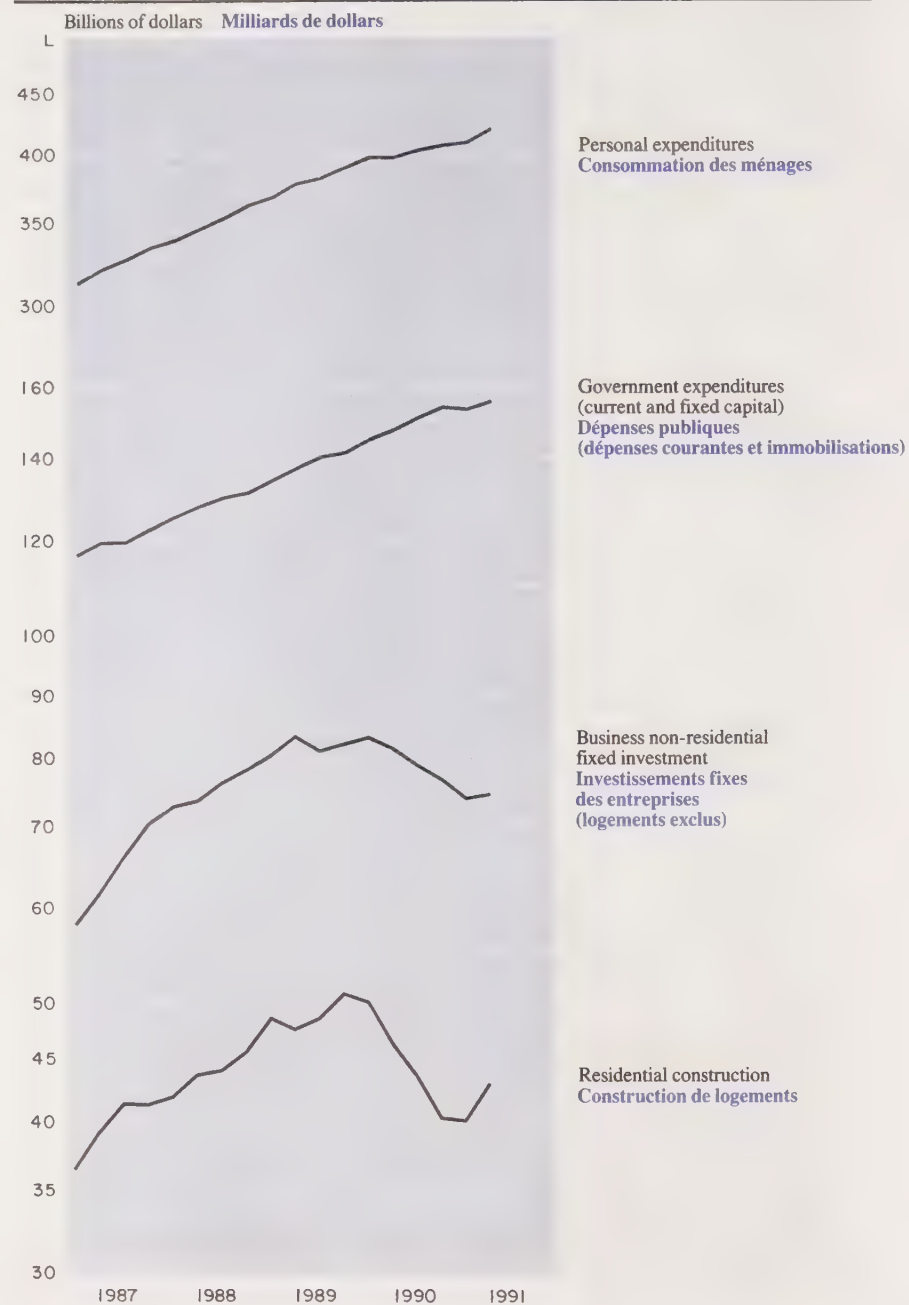 Billions of dollars Milliards de dollars
L
450
400
350
300
Personal expenditures
Consommation des ménages
160
140
120
100
Government expenditures
(current and fixed capital)
Dépenses publiques
(dépenses courantes et immobilisations)
90
80
70
60
Business non-residential
fixed investment
Investissements fixes
des entreprises
(logements exclus)
50
45
40
35
30
Residential construction
Construction de logements
1987 1988 1989 1990 1991